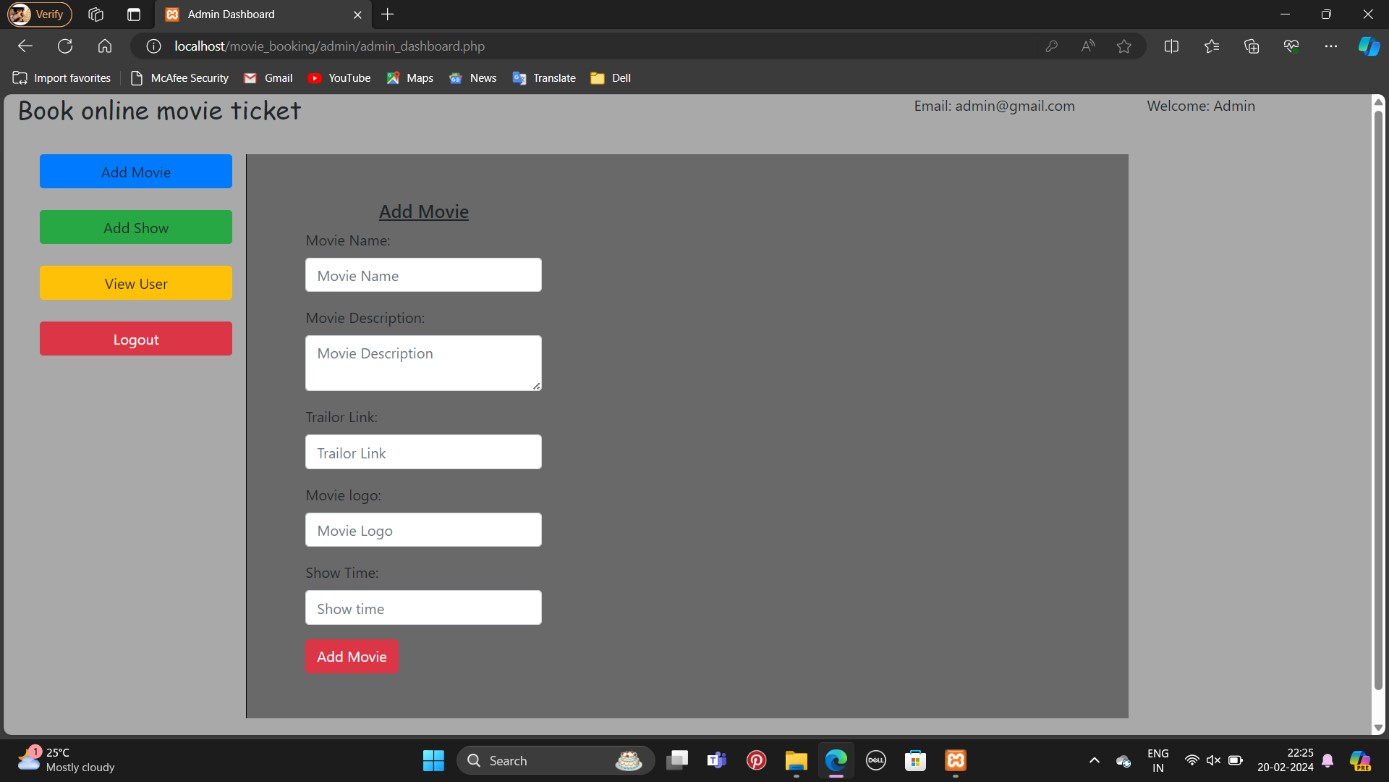 Verify
Admin Dashboard
localhost/movie_booking/admin/admin_dashboard.php
Import favorites McAfee Security Gmail YouTube Maps News Translate Dell
Book online movie ticket Email: admin@gmail.com Welcome: Admin
Add Movie
Add Show
View User
Logout
Add Movie
Movie Name:
Movie Name
Movie Description:
Movie Description
Trailor Link:
Trailor Link
Movie logo:
Movie Logo
Show Time:
Show time
Add Movie
1
25°C
Mostly cloudy
Search
DELL
ENG
IN
22:25
20-02-2024
PRE